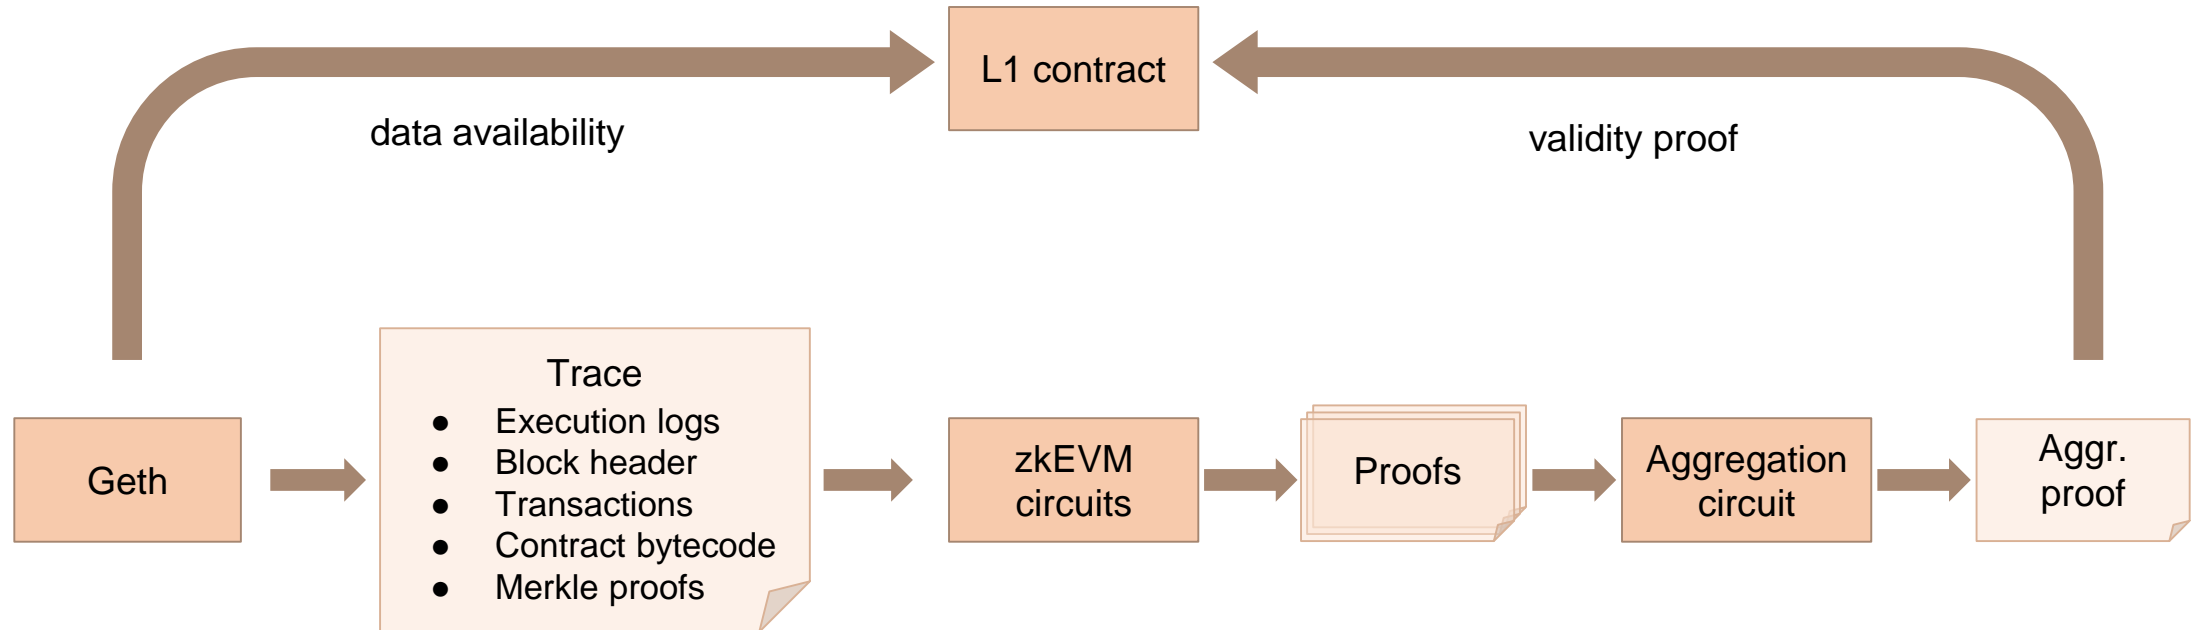 L1 contract
data availability
validity proof
Geth
Trace
● Execution logs
● Block header
● Transactions
● Contract bytecode
● Merkle proofs
zkEVM
circuits
Proofs
Aggregation
circuit
Aggr.
proof